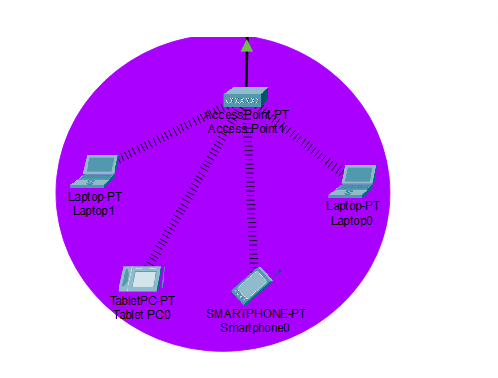 AccessPoint-PT
Access Point1
Laptop-PT
Laptop1
Laptop-PT
Laptop0
TabletPC-PT
Tablet PC0
SMARTPHONE-PT
Smartphone0